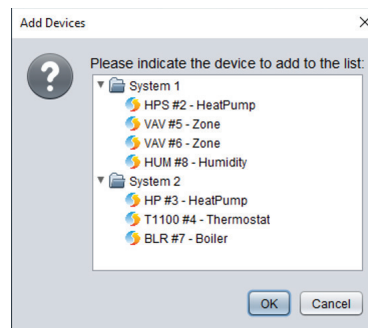 Add Devices
Please indicate the device to add to the list:
System 1
HPS #2 - HeatPump
VAV #5 - Zone
VAV #6 - Zone
HUM #8 - Humidity
System 2
HP #3 - HeatPump
T1100 #4 - Thermostat
BLR #7 - Boiler
OK Cancel